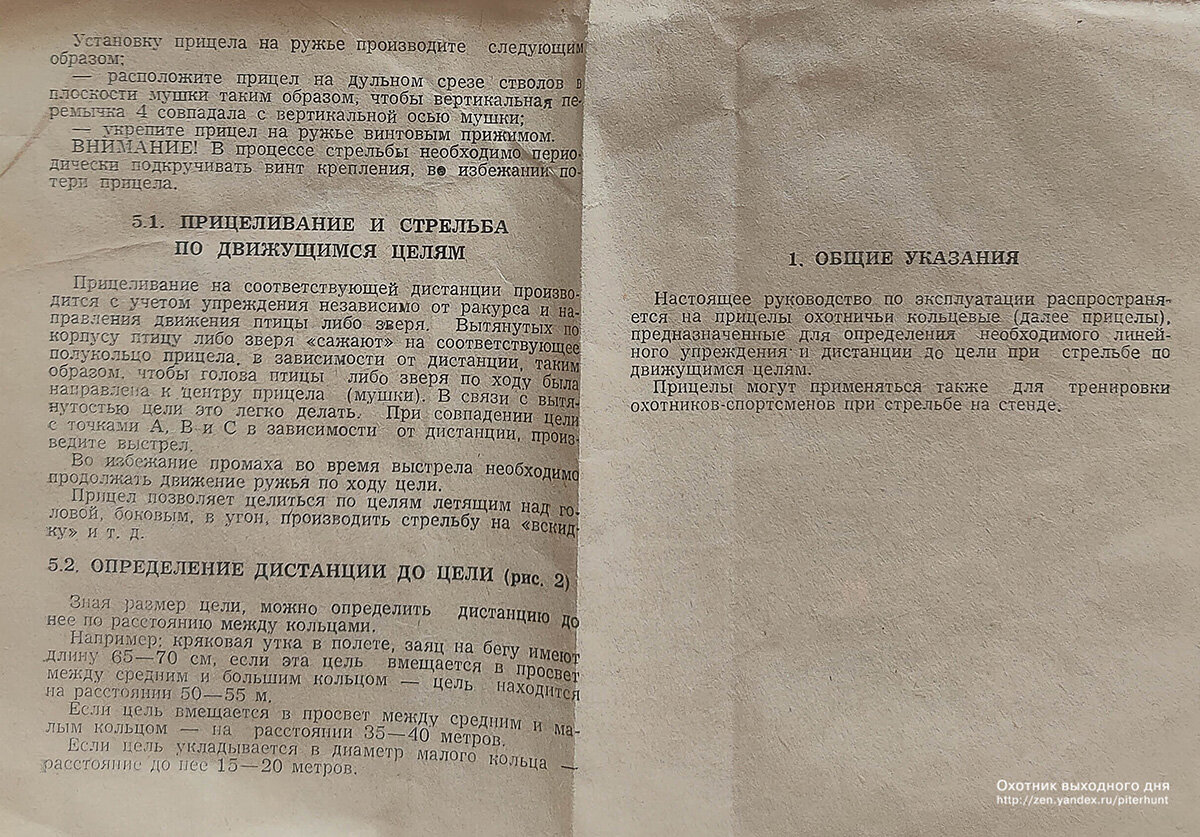 Установку прицела на ружье производите следующим
образом:
— расположите прицел на дульном срезе стволов в
плоскости мушки таким образом, чтобы вертикальная пе-
ремычка 4 совпадала с вертикальной осью мушки;
— укрепите прицел на ружье винтовым прижимом.
ВНИМАНИЕ! В процессе стрельбы необходимо перио-
дически подкручивать винт крепления, во избежании по-
тери прицела.
5.1. ПРИЦЕЛИВАНИЕ И СТРЕЛЬБА
ПО ДВИЖУЩИМСЯ ЦЕЛЯМ
Прицеливание на соответствующей дистанции произво-
дится с учетом упреждения независимо от ракурса и на-
правления движения птицы либо зверя. Вытянутых по
корпусу птицу либо зверя «сажают» на соответствующее
полукольцо прицела, в зависимости от дистанции, таким
образом, чтобы голова птицы либо зверя по ходу была
направлена к центру прицела (мушки). В связи с вытя-
нутостью цели это легко делать. При совпадении цели
с точками А, В и С в зависимости от дистанции, произ-
ведите выстрел.
Во избежание промаха во время выстрела необходимо
продолжать движение ружья по ходу цели.
Прицел позволяет целиться по целям летящим над го-
ловой, боковым, в угон, производить стрельбу на «вскид-
ку» и т. д.
5.2. ОПРЕДЕЛЕНИЕ ДИСТАНЦИИ ДО ЦЕЛИ (рис. 2)
Зная размер цели, можно определить дистанцию до
нее по расстоянию между кольцами.
Например: кряковая утка в полете, заяц на бегу имеют
длину 65—70 см, если эта цель вмещается в просвет
между средним и большим кольцом — цель находится
на расстоянии 50—55 м.
Если цель вмещается в просвет между средним и ма-
лым кольцом — на расстоянии 35—40 метров.
Если цель укладывается в диаметр малого кольца —
расстояние до нее 15—20 метров.
1. ОБЩИЕ УКАЗАНИЯ
Настоящее руководство по эксплуатации распространя-
ется на прицелы охотничьи кольцевые (далее прицелы),
предназначенные для определения необходимого линей-
ного упреждения и дистанции до цели при стрельбе по
движущимся целям.
Прицелы могут применяться также для тренировки
охотников-спортсменов при стрельбе на стенде.
Охотник выходного дня
http://zen.yandex.ru/piterhunt